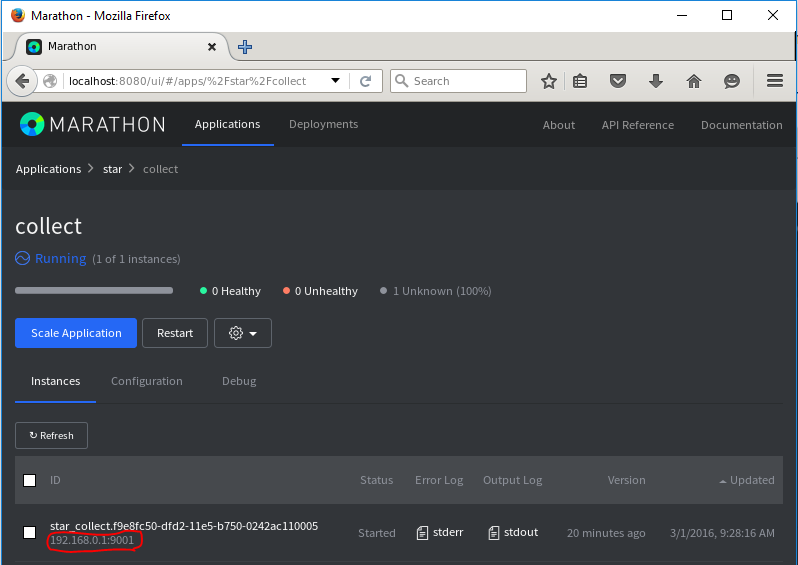 Marathon - Mozilla Firefox
Marathon
localhost:8080/ui/#/apps/%2Fstar%2Fcollect Search
MARATHON Applications Deployments About API Reference Documentation
Applications > star > collect
collect
Running (1 of 1 instances)
0 Healthy 0 Unhealthy 1 Unknown (100%)
Scale Application Restart
Instances Configuration Debug
↻ Refresh
ID Status Error Log Output Log Version Updated
star_collect.f9e8fc50-dfd2-11e5-b750-0242ac110005
192.168.0.1:9001
Started stderr stdout 20 minutes ago 3/1/2016, 9:28:16 AM